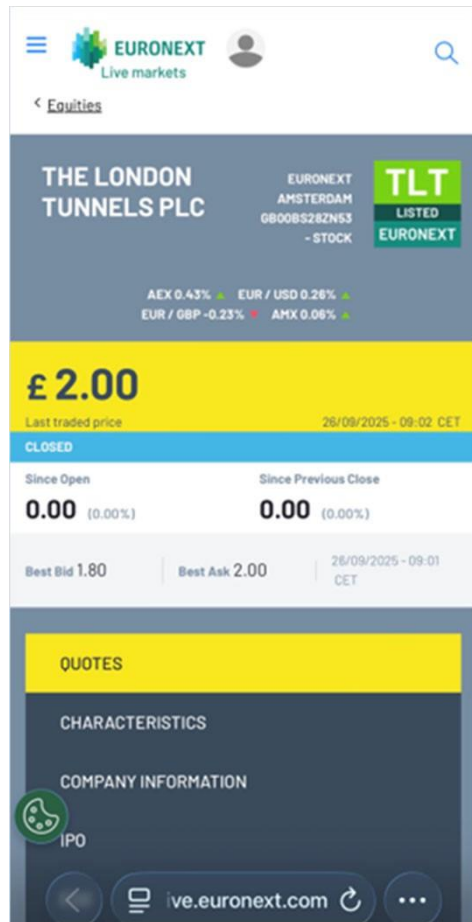 EURONEXT
Live markets
< Equities
THE LONDON
TUNNELS PLC
EURONEXT
AMSTERDAM
GB00BS28ZN53
- STOCK
TLT
LISTED
EURONEXT
AEX 0.43% EUR / USD 0.26%
EUR / GBP -0.23% AMX 0.06%
£ 2.00
Last traded price 26/09/2025 - 09:02 CET
CLOSED
Since Open Since Previous Close
0.00 (0.00%) 0.00 (0.00%)
Best Bid 1.80 Best Ask 2.00 26/09/2025 - 09:01
CET
QUOTES
CHARACTERISTICS
COMPANY INFORMATION
IPO
ive.euronext.com